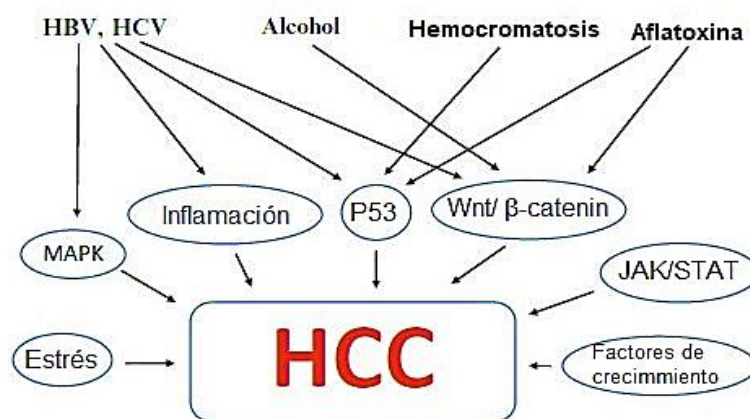 HBV, HCV
Alcohol
Hemocromatosis
Aflatoxina
Inflamación
P53
Wnt/ β-catenin
MAPK
JAK/STAT
HCC
Estrés
Factores de
crecimmiento